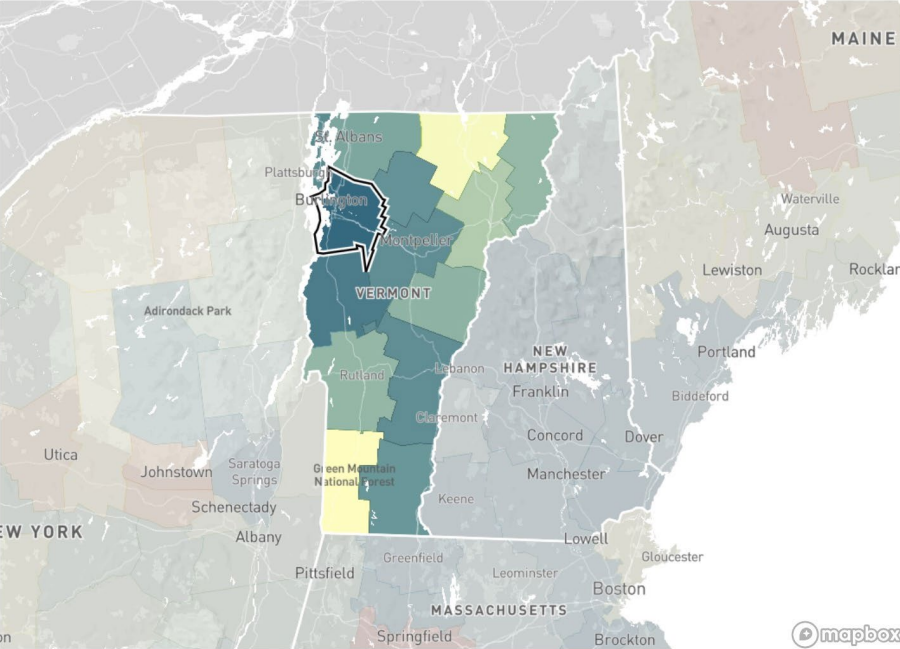 MAINE
St. Albans
Plattsburgh
Burlington
Waterville
Augusta
Montpelier
Lewiston
Rocklan
VERMONT
Adirondack Park
Portland
NEW
HAMPSHIRE
Lebanon
Rutland
Franklin
Biddeford
Claremont
Concord
Dover
Utica
Johnstown
Saratoga
Springs
Green Mountain
National Forest
Manchester
Keene
Schenectady
EW YORK
Albany
Lowell
Greenfield
Gloucester
Pittsfield
Leominster
Boston
MASSACHUSETTS
on
Springfield
Brockton
mapbox